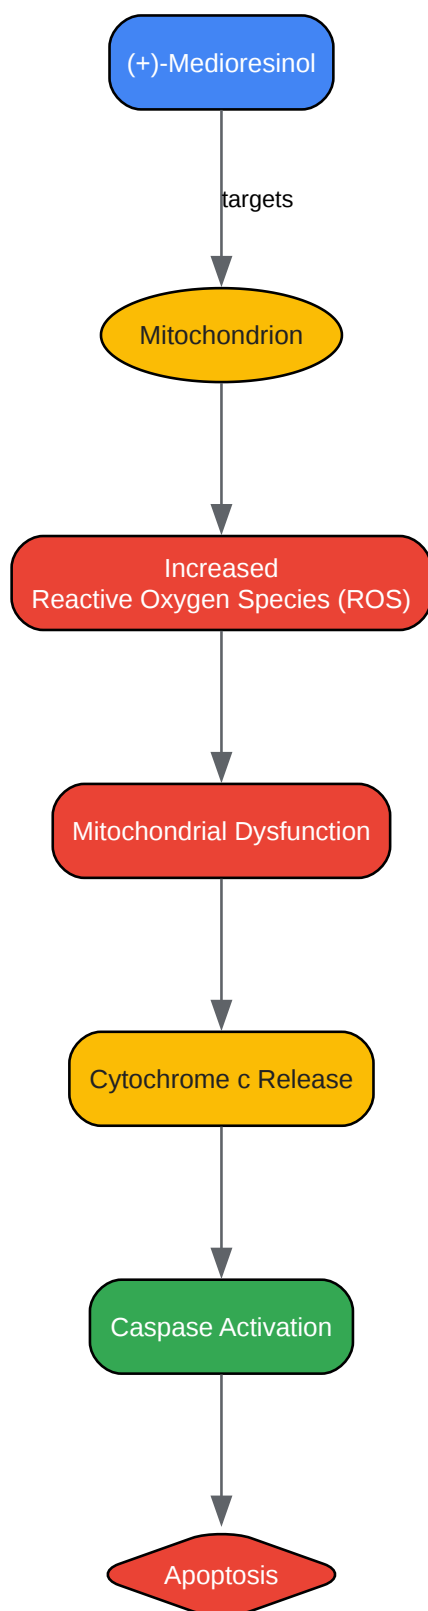 (+)-Medioresinol
targets
Mitochondrion
Increased
Reactive Oxygen Species (ROS)
Mitochondrial Dysfunction
Cytochrome c Release
Caspase Activation
Apoptosis